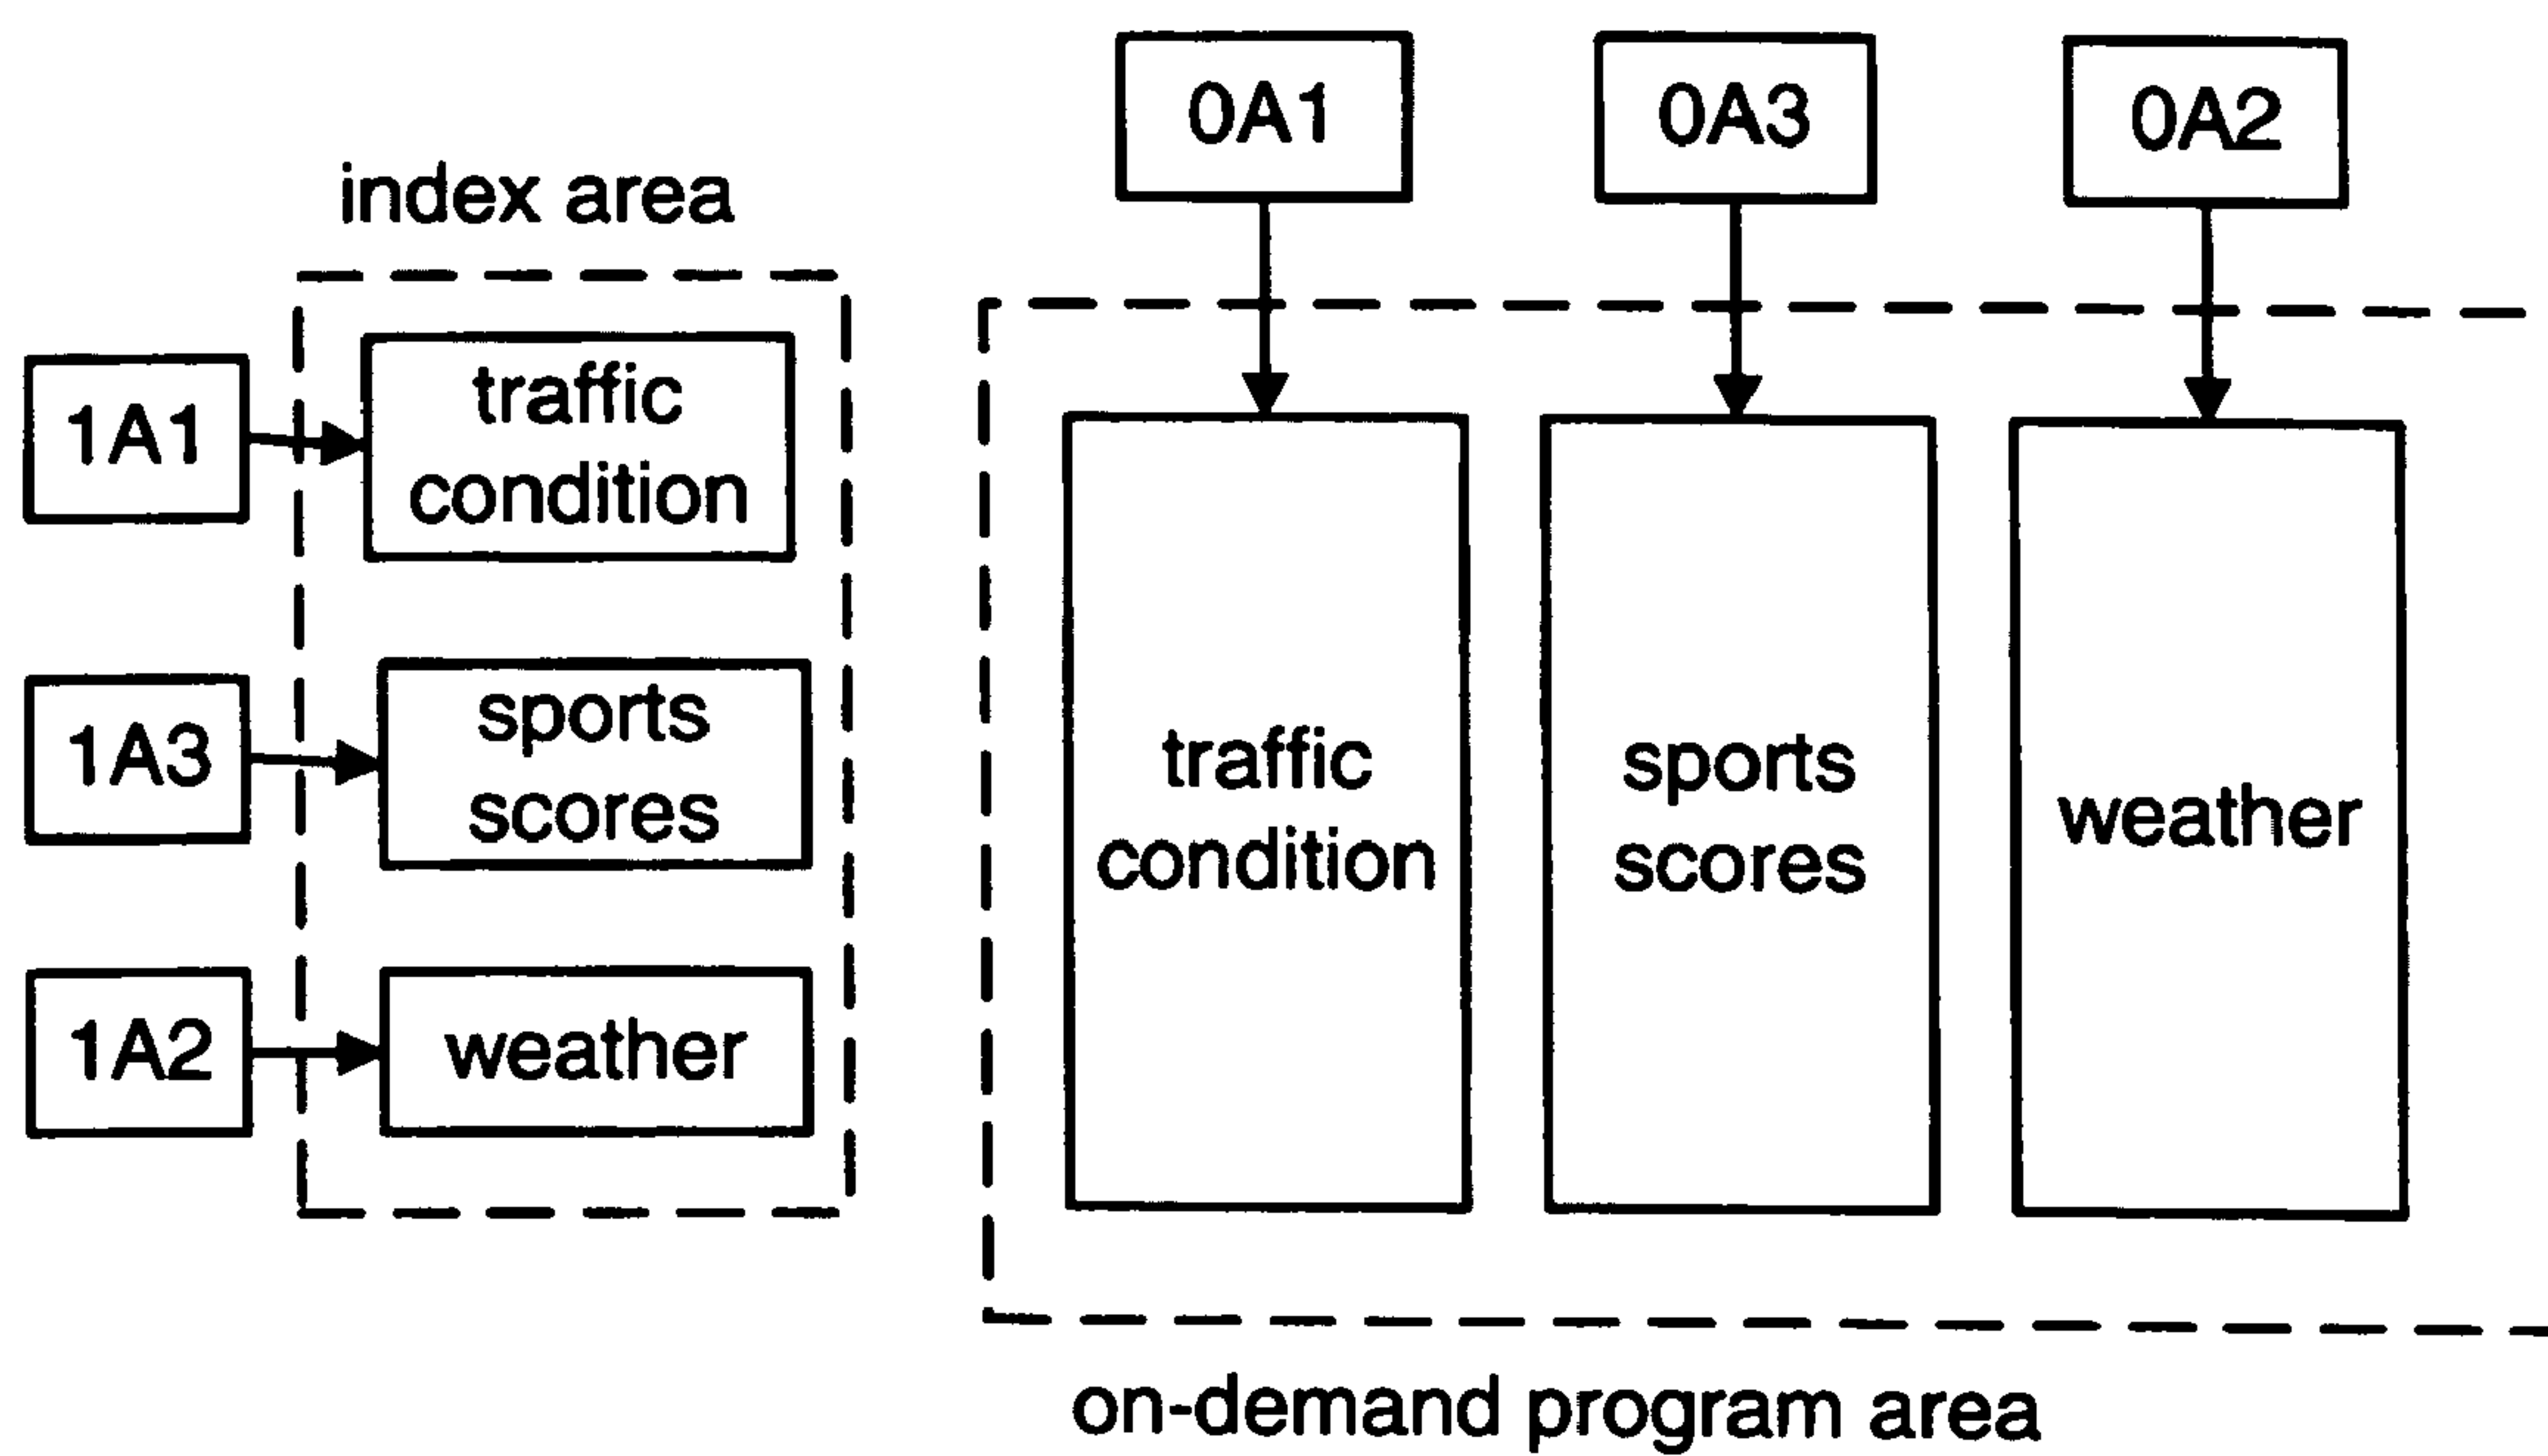 0A1
0A3
0A2
index area
1A1
traffic
condition
1A3
sports
scores
1A2
weather
traffic
condition
sports
scores
weather
on-demand program area